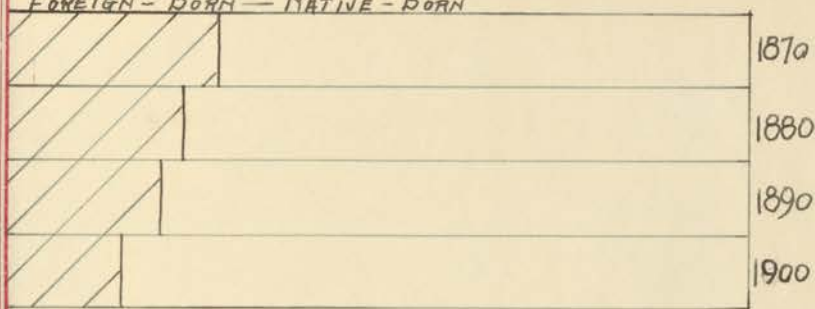 FOREIGN - BORN — NATIVE - BORN
1870
1880
1890
1900